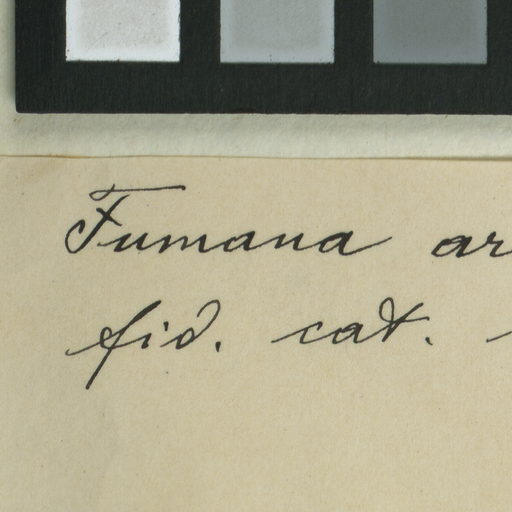 Fumana ar
fid. cat.